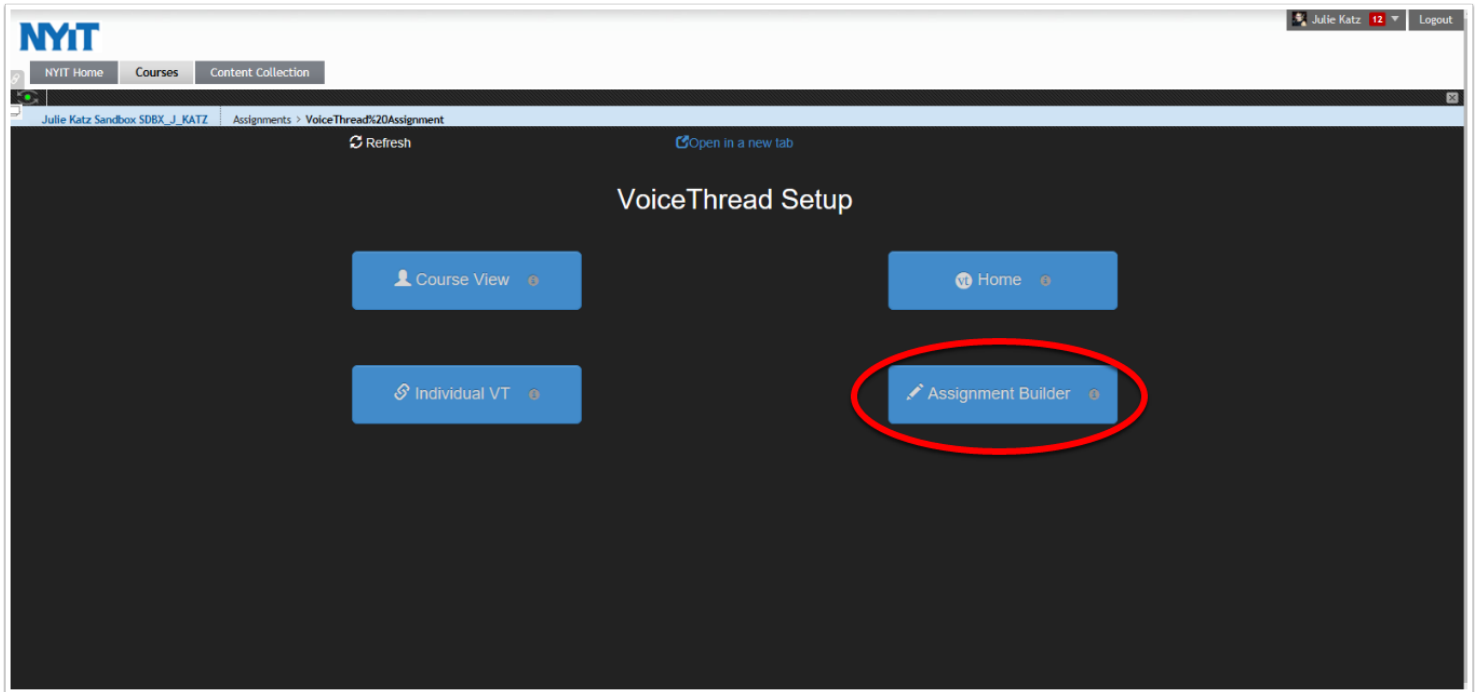 Julie Katz 12 Logout
NYiT
NYIT Home Courses Content Collection
Julie Katz Sandbox SDBX_J_KATZ Assignments > VoiceThread%20Assignment
Refresh Open in a new tab
VoiceThread Setup
Course View vt Home
Individual VT Assignment Builder